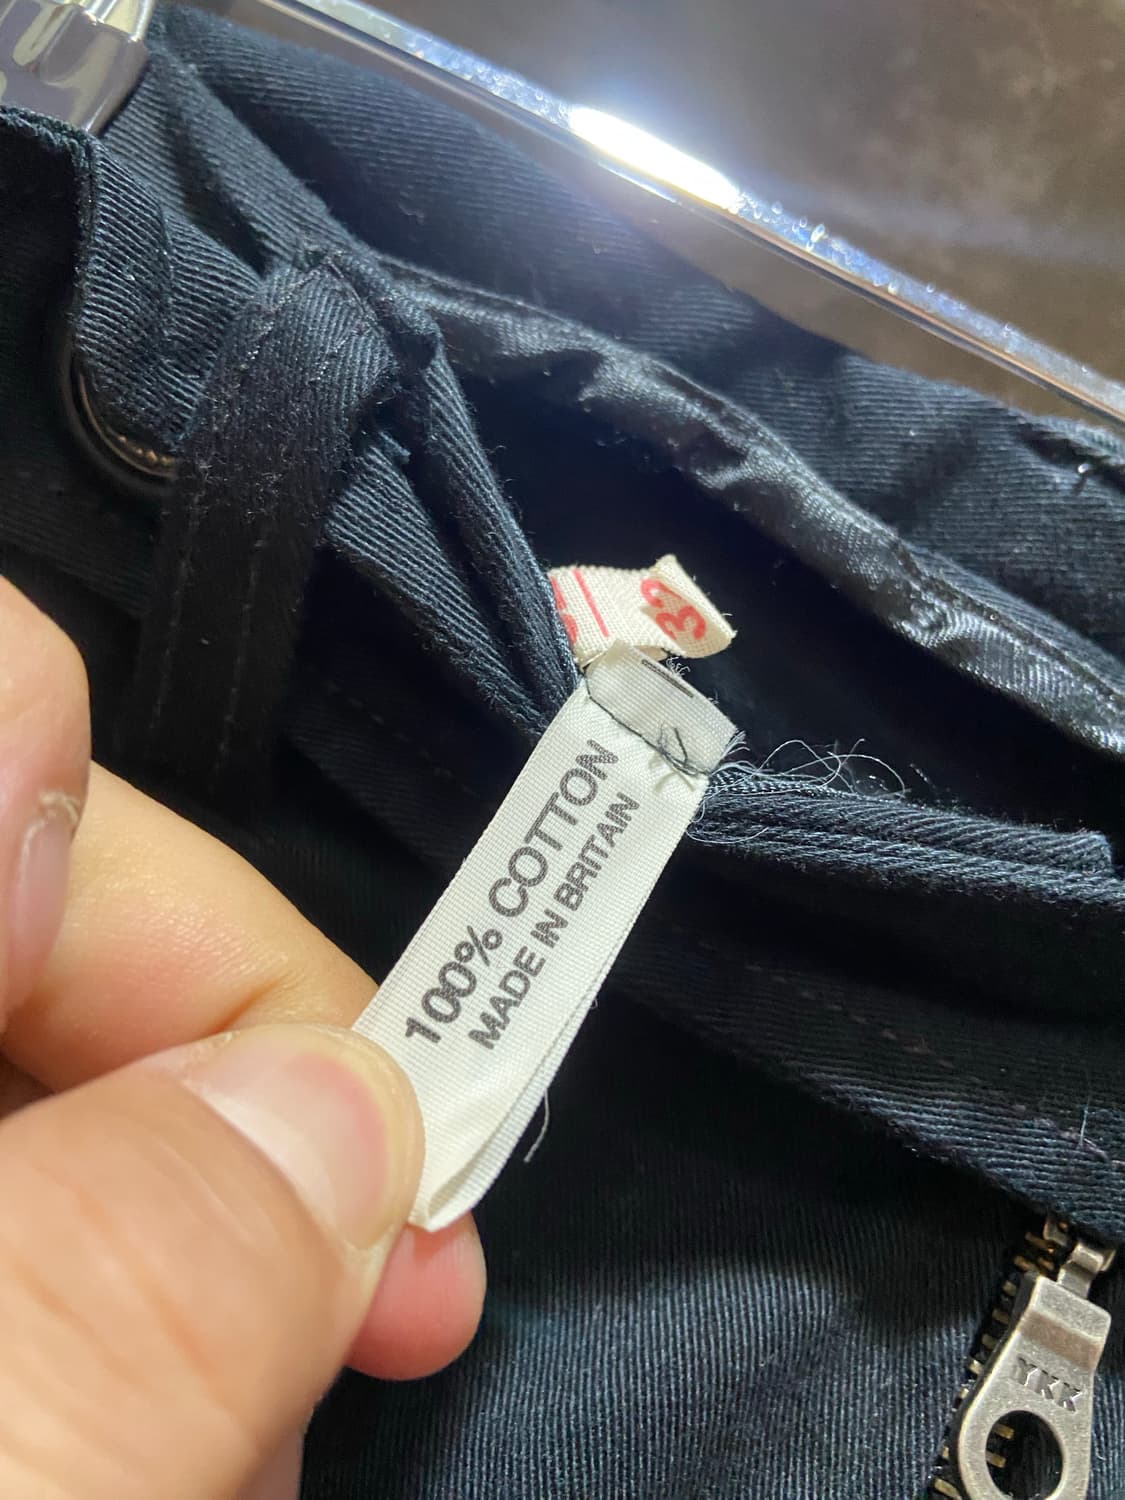 32
100% COTTON
MADE IN BRITAIN
YKK